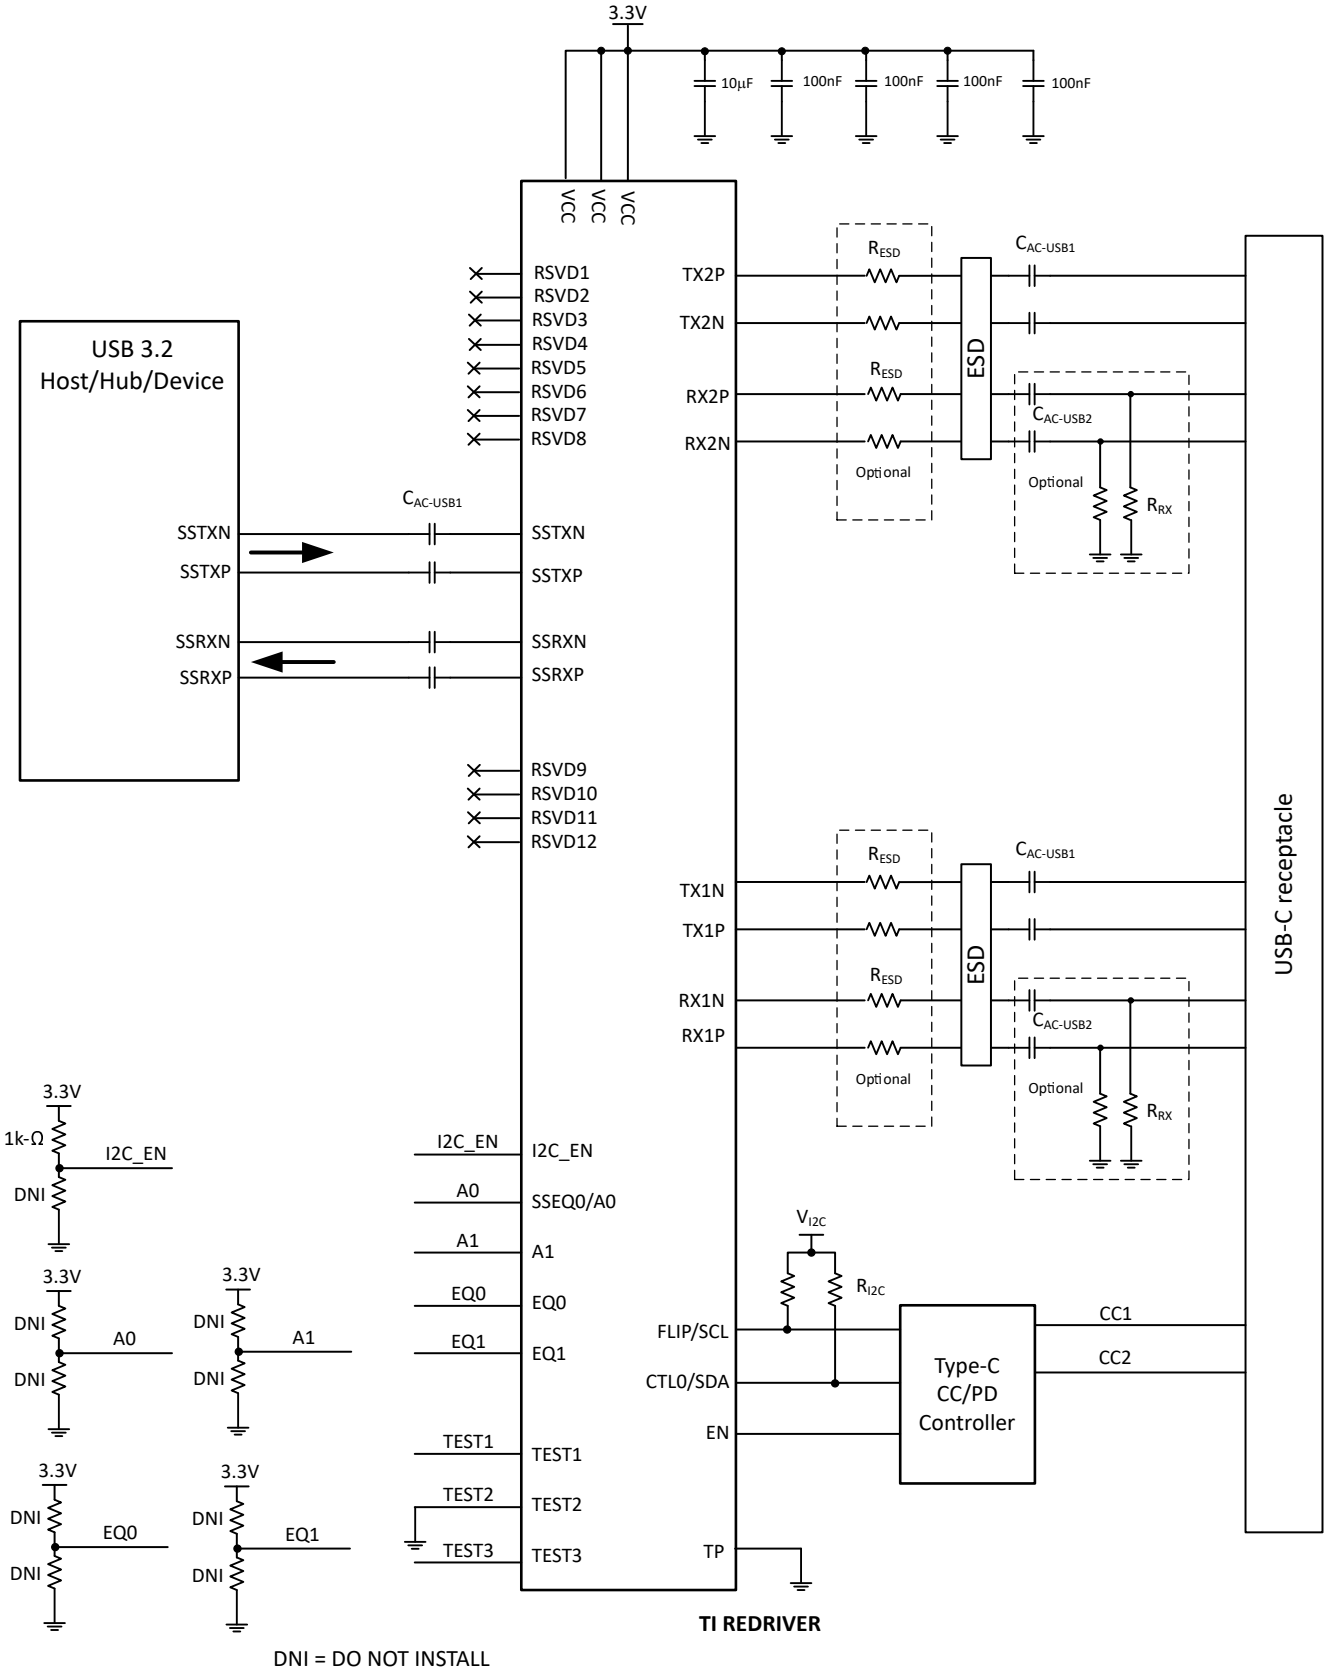 3.3V
10µF
100nF
100nF
100nF
100nF
VCC
VCC
VCC
RSVD1
RSVD2
RSVD3
RSVD4
RSVD5
RSVD6
RSVD7
RSVD8
USB 3.2
Host/Hub/Device
SSTXN
SSTXP
SSRXN
SSRXP
CAC-USB1
SSTXN
SSTXP
SSRXN
SSRXP
RSVD9
RSVD10
RSVD11
RSVD12
TX2P
TX2N
RX2P
RX2N
RESD
RESD
Optional
ESD
CAC-USB1
CAC-USB2
Optional
RRX
USB-C receptacle
TX1N
TX1P
RX1N
RX1P
RESD
RESD
Optional
ESD
CAC-USB1
CAC-USB2
Optional
RRX
3.3V
1k-Ω
I2C_EN
DNI
3.3V
DNI
A0
DNI
3.3V
DNI
A1
DNI
3.3V
DNI
EQ0
DNI
3.3V
DNI
EQ1
DNI
I2C_EN
I2C_EN
A0
SSEQ0/A0
A1
A1
EQ0
EQ0
EQ1
EQ1
TEST1
TEST1
TEST2
TEST2
TEST3
TEST3
VI2C
RI2C
FLIP/SCL
CTL0/SDA
EN
TP
Type-C
CC/PD
Controller
CC1
CC2
TI REDRIVER
DNI = DO NOT INSTALL